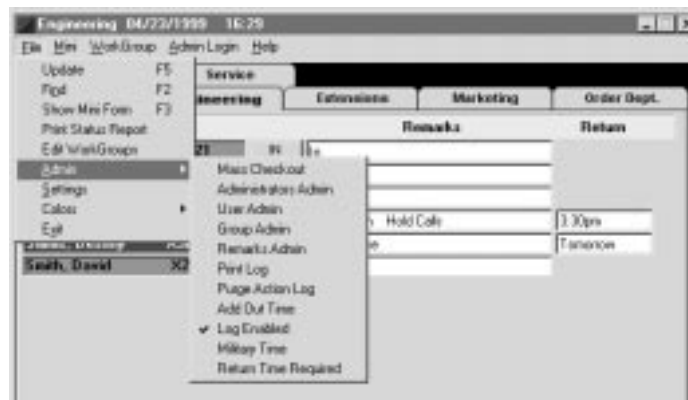 Engineering 04/23/1999 16:29
File Mini WorkGroup Admin Login Help
Update F5
Find F2
Show Mini Form F3
Print Status Report
Edit WorkGroups
Admin
Settings
Colors
Exit
Service
Extensions Marketing Order Dept.
Remarks Return
IN
Mass Checkout
Administrators Admin
User Admin
Group Admin
Remarks Admin
Print Log
Purge Action Log
Add Out Time
Log Enabled
Military Time
Return Time Required
Hold Calls 3:30pm
Tomorrow
Smith, David X2